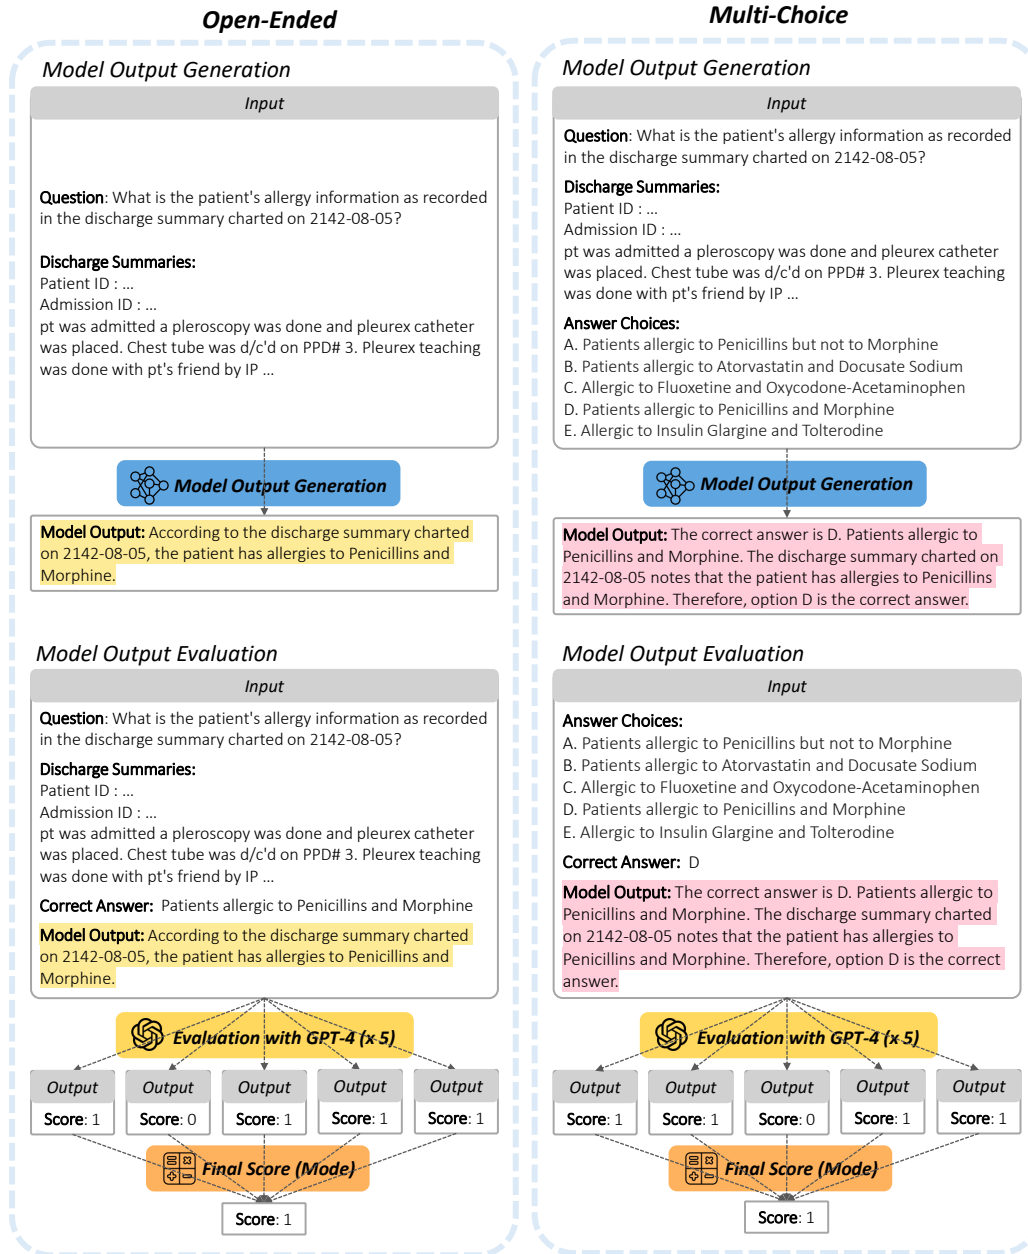 Open-Ended
Model Output Generation
Input
Question: What is the patient's allergy information as recorded
in the discharge summary charted on 2142-08-05?
Discharge Summaries:
Patient ID : ...
Admission ID : ...
pt was admitted a pleroscopy was done and pleurex catheter
was placed. Chest tube was d/c'd on PPD# 3. Pleurex teaching
was done with pt's friend by IP ...
Model Output Generation
Model Output: According to the discharge summary charted
on 2142-08-05, the patient has allergies to Penicillins and
Morphine.
Model Output Evaluation
Input
Question: What is the patient's allergy information as recorded
in the discharge summary charted on 2142-08-05?
Discharge Summaries:
Patient ID : ...
Admission ID : ...
pt was admitted a pleroscopy was done and pleurex catheter
was placed. Chest tube was d/c'd on PPD# 3. Pleurex teaching
was done with pt's friend by IP ...
Correct Answer: Patients allergic to Penicillins and Morphine
Model Output: According to the discharge summary charted
on 2142-08-05, the patient has allergies to Penicillins and
Morphine.
Evaluation with GPT-4 (x 5)
Output Output Output Output Output
Score: 1 Score: 0 Score: 1 Score: 1 Score: 1
Final Score (Mode)
Score: 1
Multi-Choice
Model Output Generation
Input
Question: What is the patient's allergy information as recorded
in the discharge summary charted on 2142-08-05?
Discharge Summaries:
Patient ID : ...
Admission ID : ...
pt was admitted a pleroscopy was done and pleurex catheter
was placed. Chest tube was d/c'd on PPD# 3. Pleurex teaching
was done with pt's friend by IP ...
Answer Choices:
A. Patients allergic to Penicillins but not to Morphine
B. Patients allergic to Atorvastatin and Docusate Sodium
C. Allergic to Fluoxetine and Oxycodone-Acetaminophen
D. Patients allergic to Penicillins and Morphine
E. Allergic to Insulin Glargine and Tolterodine
Model Output Generation
Model Output: The correct answer is D. Patients allergic to
Penicillins and Morphine. The discharge summary charted on
2142-08-05 notes that the patient has allergies to Penicillins
and Morphine. Therefore, option D is the correct answer.
Model Output Evaluation
Input
Answer Choices:
A. Patients allergic to Penicillins but not to Morphine
B. Patients allergic to Atorvastatin and Docusate Sodium
C. Allergic to Fluoxetine and Oxycodone-Acetaminophen
D. Patients allergic to Penicillins and Morphine
E. Allergic to Insulin Glargine and Tolterodine
Correct Answer: D
Model Output: The correct answer is D. Patients allergic to
Penicillins and Morphine. The discharge summary charted
on 2142-08-05 notes that the patient has allergies to
Penicillins and Morphine. Therefore, option D is the correct
answer.
Evaluation with GPT-4 (x 5)
Output Output Output Output Output
Score: 1 Score: 1 Score: 0 Score: 1 Score: 1
Final Score (Mode)
Score: 1